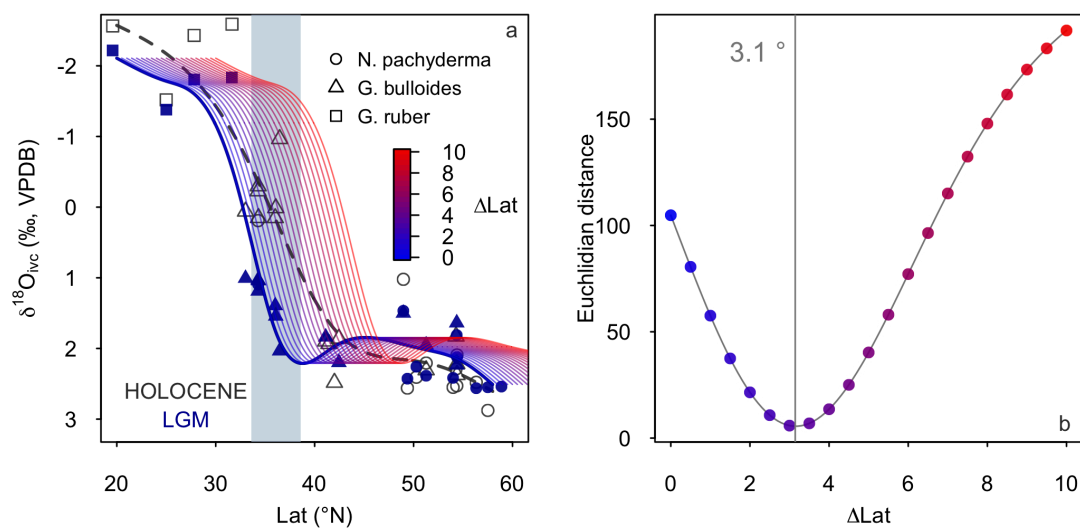 a
N. pachyderma
G. bulloides
G. ruber
10
8
6
4
2
0
ΔLat
-2
-1
0
1
2
3
δ18Oivc (‰, VPDB)
HOLOCENE
LGM
20 30 40 50 60
Lat (°N)
3.1 °
150
100
50
0
Euchlidian distance
b
0 2 4 6 8 10
ΔLat